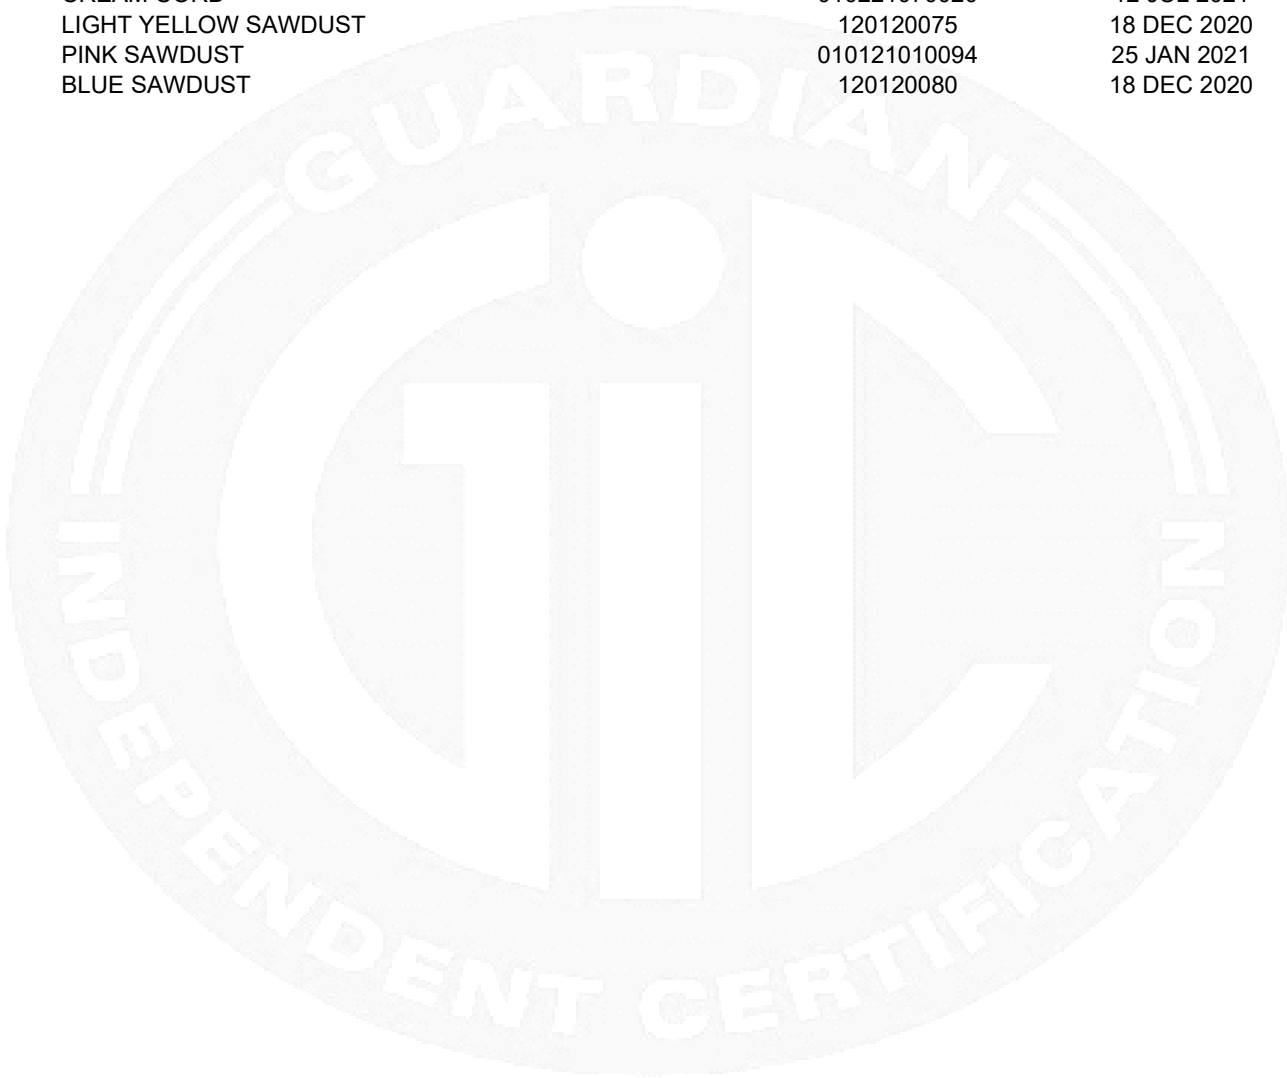 LIGHT YELLOW SAWDUST 120120075 18 DEC 2020
PINK SAWDUST 010121010094 25 JAN 2021
BLUE SAWDUST 120120080 18 DEC 2020
GUARDIAN
GiC
INDEPENDENT CERTIFICATION